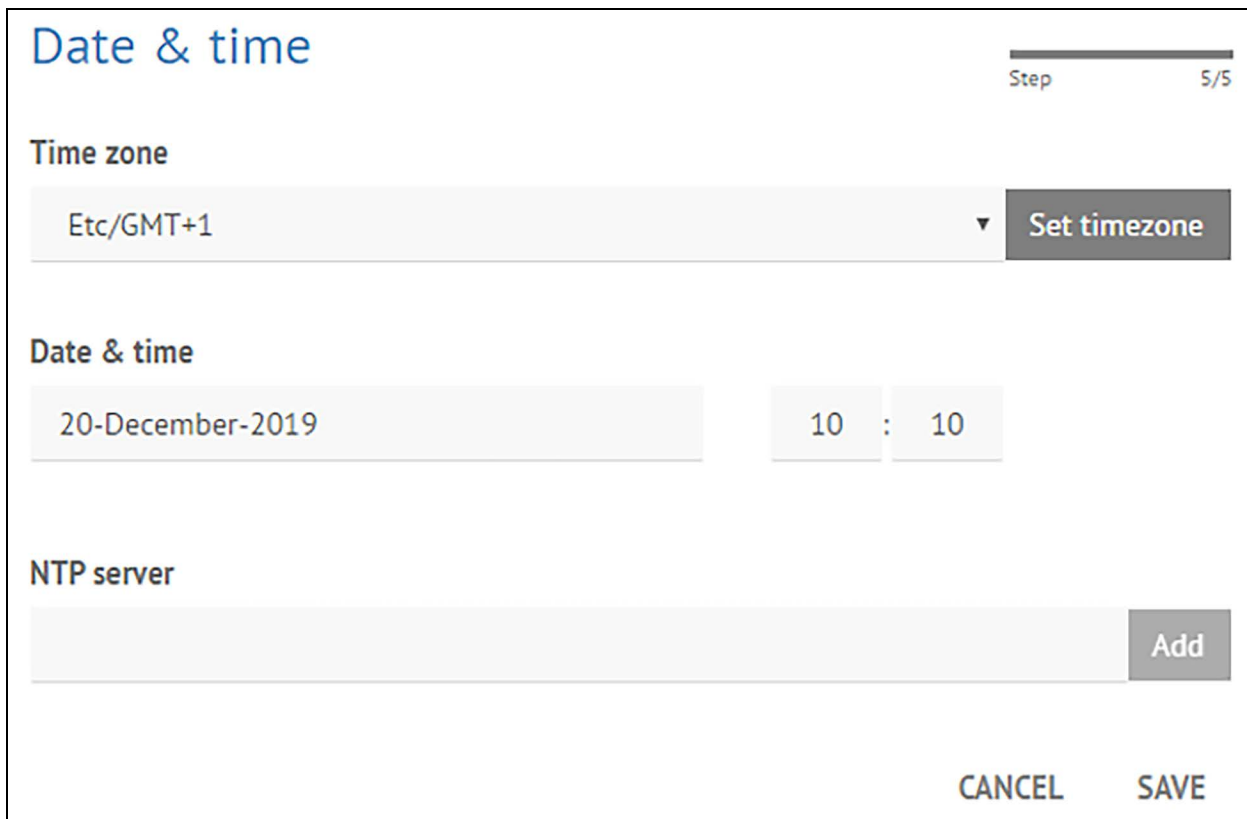 Date & time
Step 5/5
Time zone
Etc/GMT+1 ▼ Set timezone
Date & time
20-December-2019 10 : 10
NTP server
Add
CANCEL SAVE